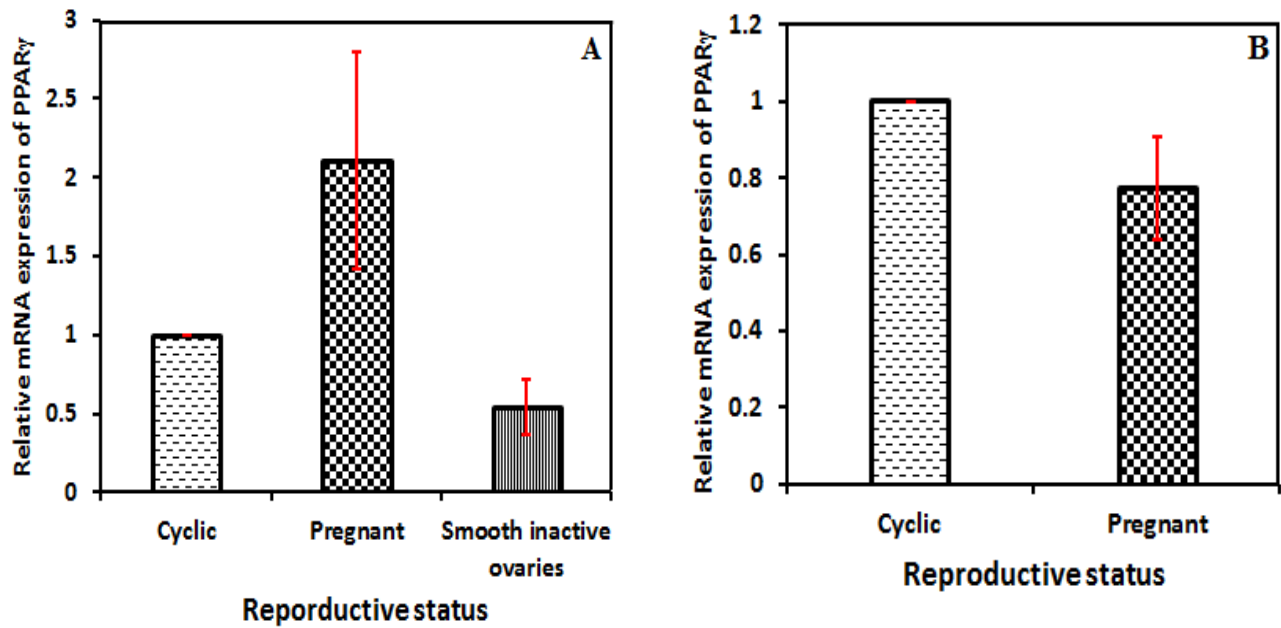 Relative mRNA expression of PPARγ
3
2.5
2
1.5
1
0.5
0
A
Cyclic
Pregnant
Smooth inactive
ovaries
Reporductive status
Relative mRNA expression of PPARγ
1.2
1
0.8
0.6
0.4
0.2
0
B
Cyclic
Pregnant
Reproductive status